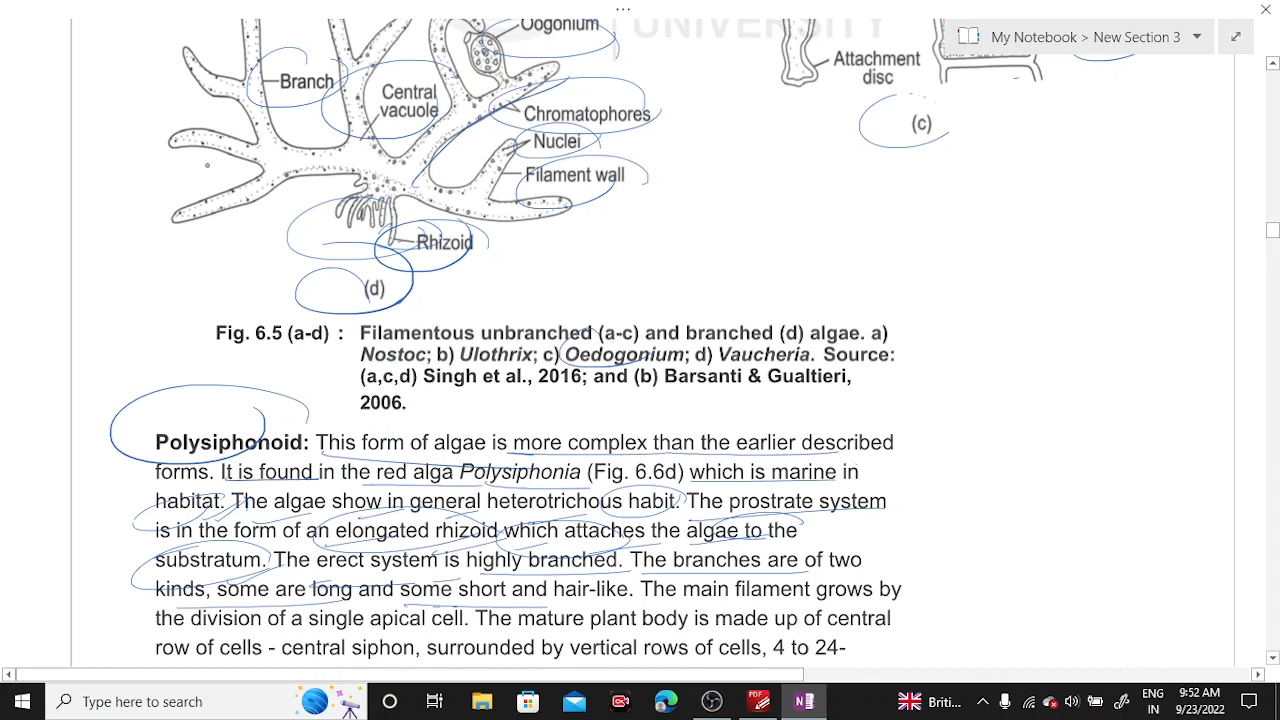 ...
My Notebook > New Section 3
Oogonium
UNIVERSITY
Branch
Central
vacuole
Chromatophores
Nuclei
Filament wall
Rhizoid
(d)
Attachment
disc
(c)
Fig. 6.5 (a-d) : Filamentous unbranched (a-c) and branched (d) algae. a)
Nostoc; b) Ulothrix; c) Oedogonium; d) Vaucheria. Source:
(a,c,d) Singh et al., 2016; and (b) Barsanti & Gualtieri,
2006.
Polysiphonoid: This form of algae is more complex than the earlier described
forms. It is found in the red alga Polysiphonia (Fig. 6.6d) which is marine in
habitat. The algae show in general heterotrichous habit. The prostrate system
is in the form of an elongated rhizoid which attaches the algae to the
substratum. The erect system is highly branched. The branches are of two
kinds, some are long and some short and hair-like. The main filament grows by
the division of a single apical cell. The mature plant body is made up of central
row of cells - central siphon, surrounded by vertical rows of cells, 4 to 24-
Type here to search
PDF
N
Briti...
ENG
IN
9:52 AM
9/23/2022